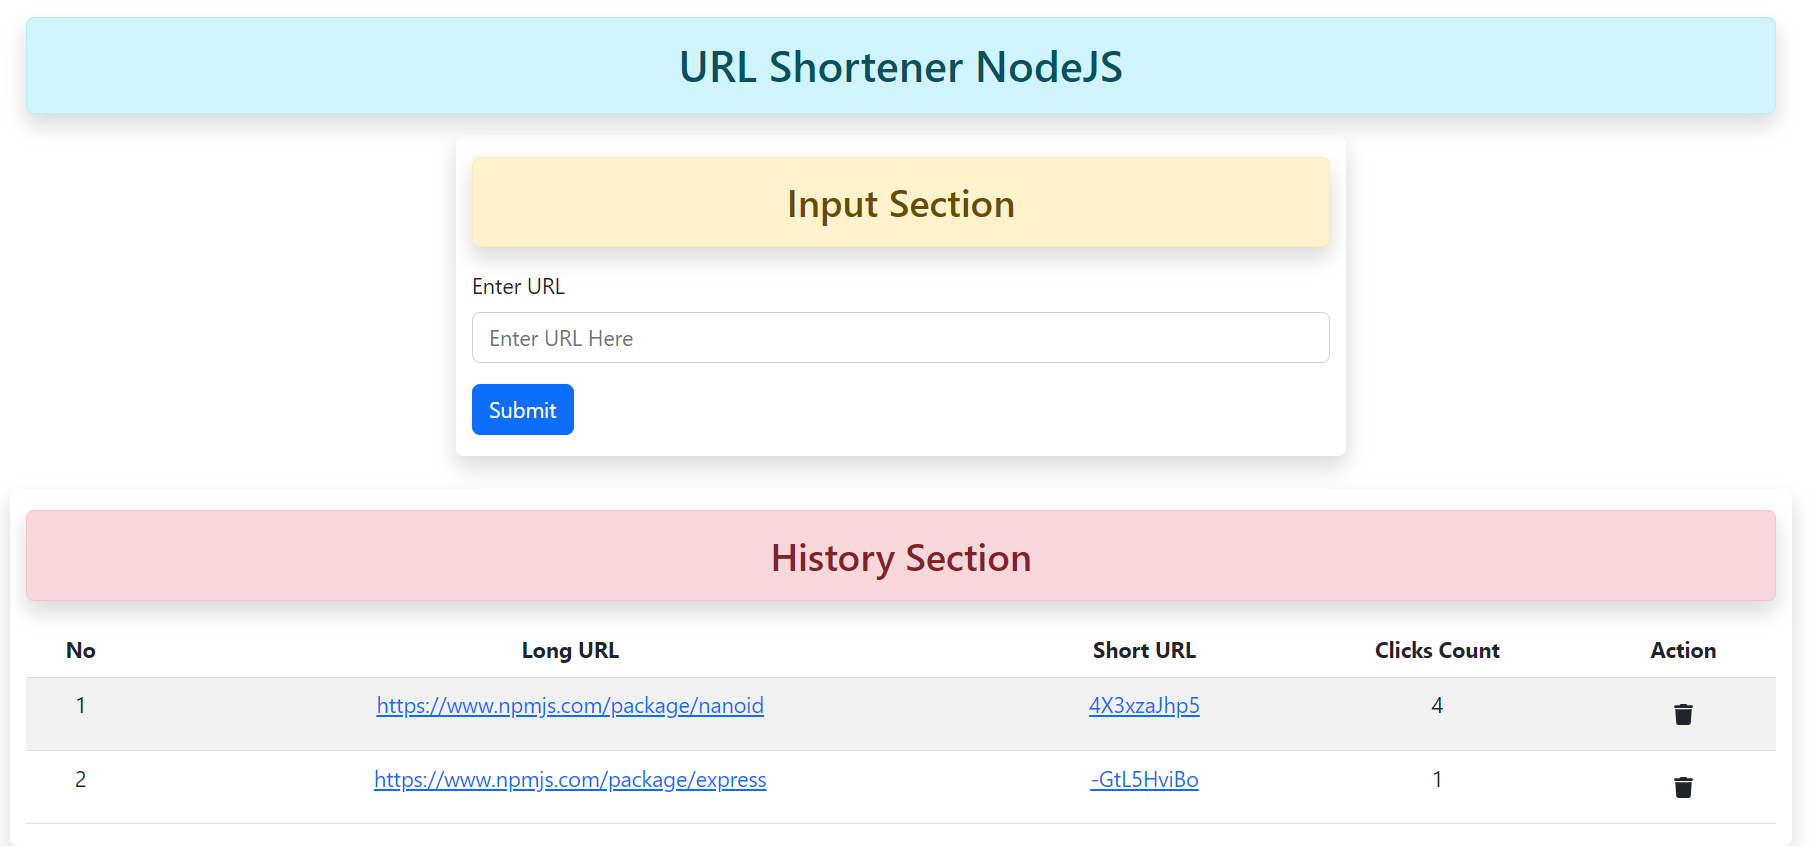 URL Shortener NodeJS
Input Section
Enter URL
Enter URL Here
Submit
History Section
No Long URL Short URL Clicks Count Action
1 https://www.npmjs.com/package/nanoid 4X3xzaJhp5 4
2 https://www.npmjs.com/package/express -GtL5HviBo 1